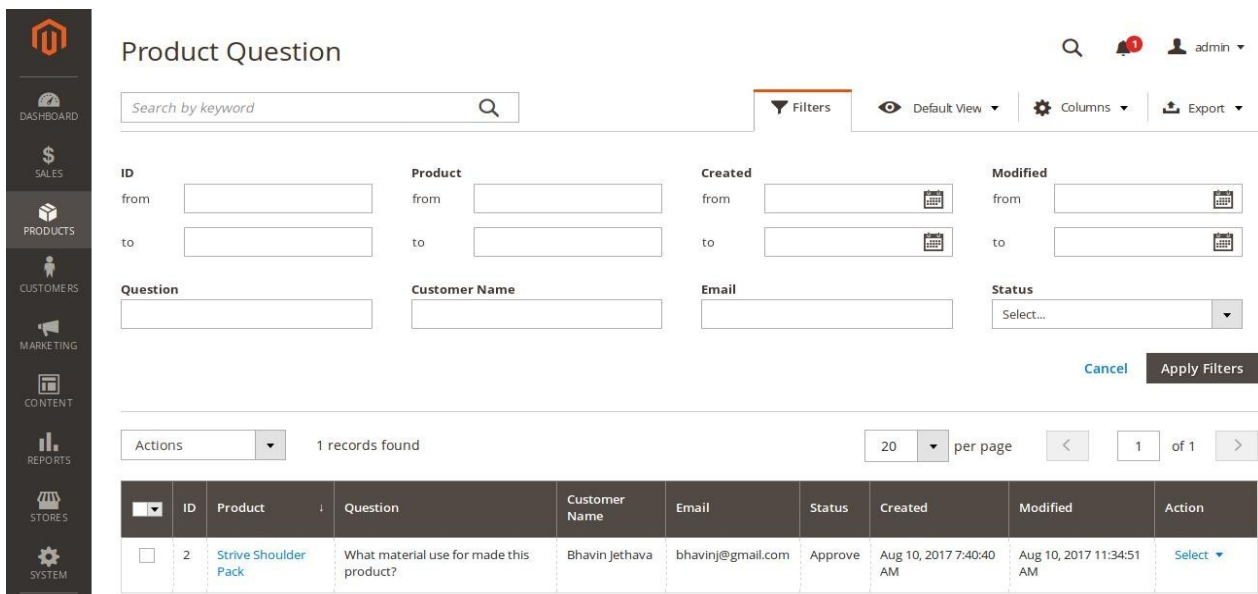 Product Question
1
admin
DASHBOARD
SALES
PRODUCTS
CUSTOMERS
MARKETING
CONTENT
REPORTS
STORES
SYSTEM
Search by keyword
Filters
Default View
Columns
Export
ID
Product
Created
Modified
from
from
from
from
to
to
to
to
Question
Customer Name
Email
Status
Select...
Cancel
Apply Filters
Actions
1 records found
20
per page
1
of 1
ID
Product ↓
Question
Customer
Name
Email
Status
Created
Modified
Action
2
Strive Shoulder
Pack
What material use for made this
product?
Bhavin Jethava
bhavinj@gmail.com
Approve
Aug 10, 2017 7:40:40
AM
Aug 10, 2017 11:34:51
AM
Select